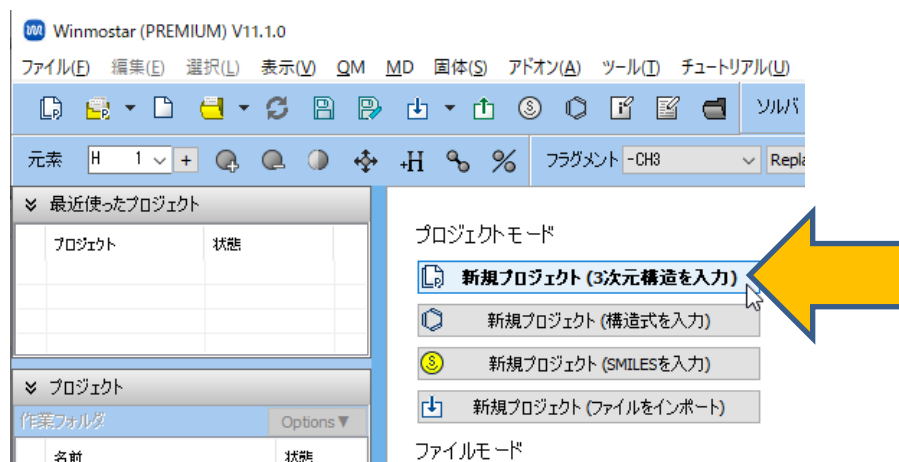 Winmostar (PREMIUM) V11.1.0
ファイル(F) 編集(E) 選択(L) 表示(V) QM MD 固体(S) アドオン(A) ツール(T) チュートリアル(U)
ソルバ
元素 H 1 + +H % フラグメント -CH3 Repla
最近使ったプロジェクト
プロジェクト 状態
プロジェクトモード
新規プロジェクト (3次元構造を入力)
新規プロジェクト (構造式を入力)
新規プロジェクト (SMILESを入力)
新規プロジェクト (ファイルをインポート)
プロジェクト
作業フォルダ Options▼
名前 状態
ファイルモード